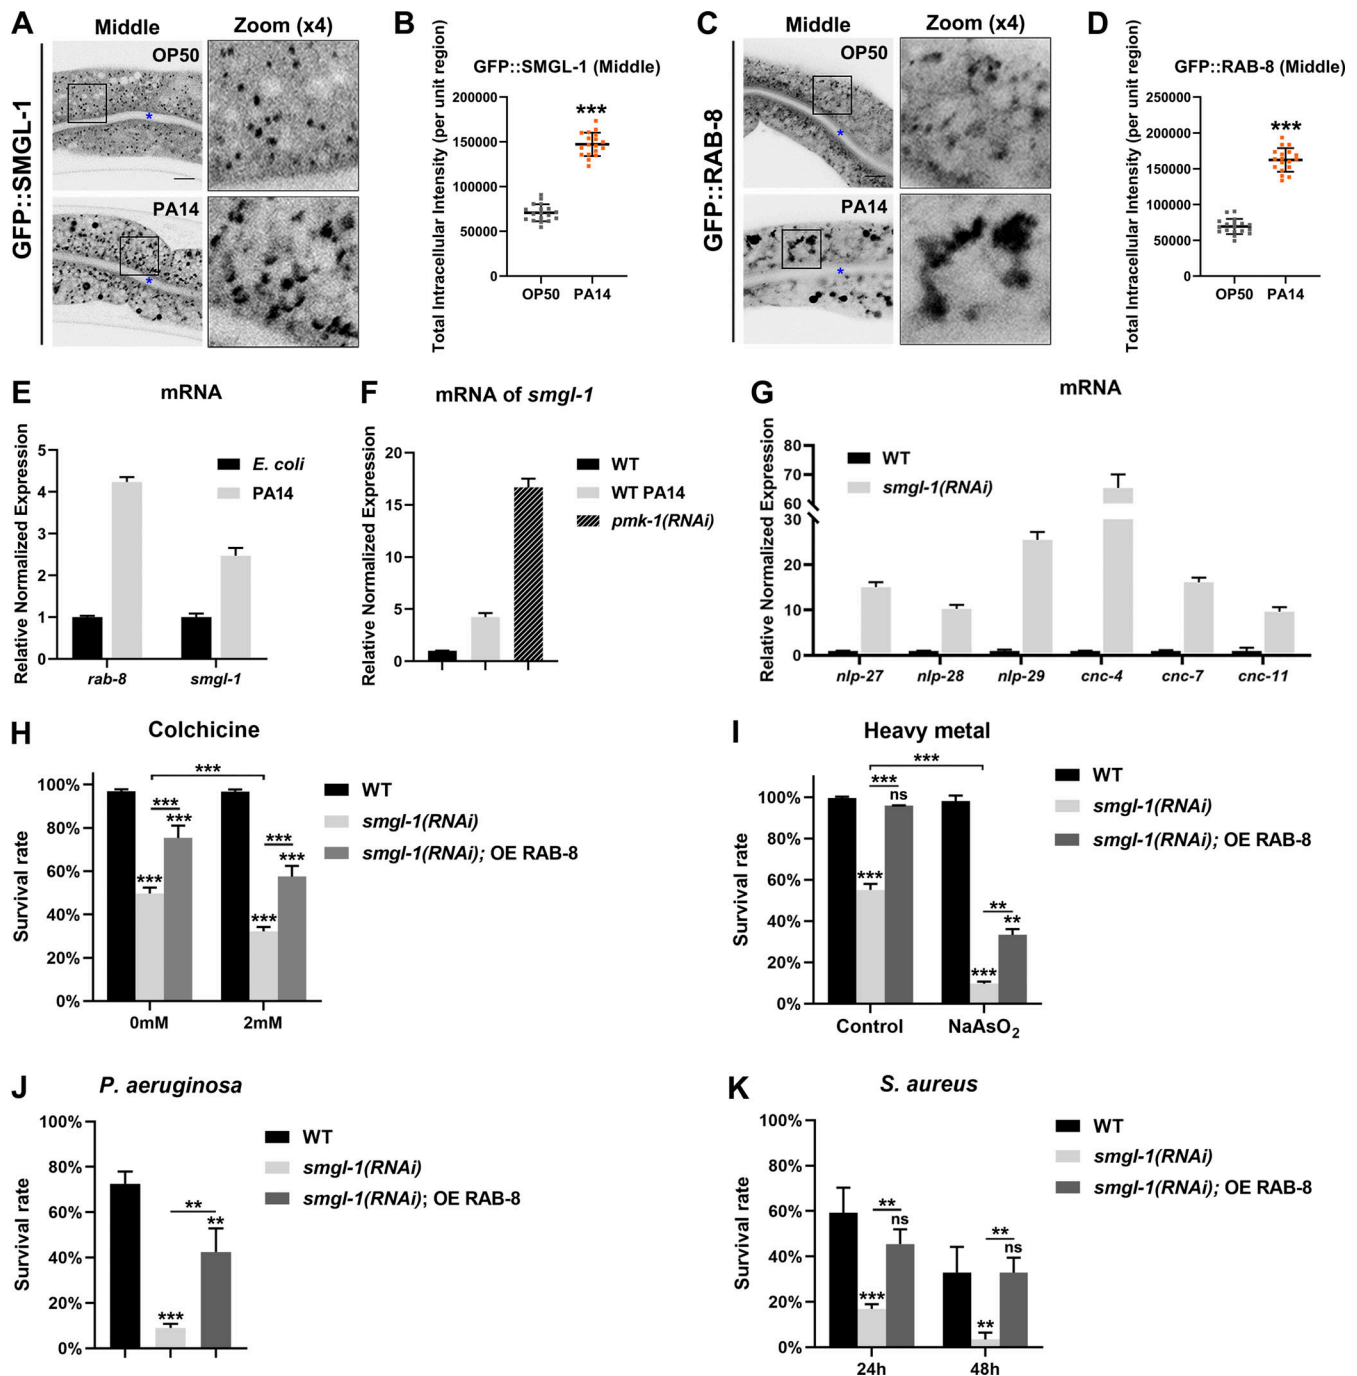 A
Middle
Zoom (x4)
GFP::SMGL-1
OP50
*
PA14
*
B
GFP::SMGL-1 (Middle)
Total Intracellular Intensity (per unit region)
200000
150000
100000
50000
0
***
OP50
PA14
C
Middle
Zoom (x4)
GFP::RAB-8
OP50
*
PA14
*
D
GFP::RAB-8 (Middle)
Total Intracellular Intensity (per unit region)
250000
200000
150000
100000
50000
0
***
OP50
PA14
E
mRNA
Relative Normalized Expression
5
4
3
2
1
0
E. coli
PA14
rab-8
smgl-1
F
mRNA of smgl-1
Relative Normalized Expression
20
15
10
5
0
WT
WT PA14
pmk-1(RNAi)
G
mRNA
Relative Normalized Expression
80
70
60
30
20
10
0
WT
smgl-1(RNAi)
nlp-27
nlp-28
nlp-29
cnc-4
cnc-7
cnc-11
H
Colchicine
Survival rate
100%
80%
60%
40%
20%
0%
***
***
***
***
***
***
***
0mM
2mM
WT
smgl-1(RNAi)
smgl-1(RNAi); OE RAB-8
I
Heavy metal
Survival rate
100%
80%
60%
40%
20%
0%
***
***
ns
***
**
**
***
Control
NaAsO2
WT
smgl-1(RNAi)
smgl-1(RNAi); OE RAB-8
J
P. aeruginosa
Survival rate
100%
80%
60%
40%
20%
0%
**
**
***
WT
smgl-1(RNAi)
smgl-1(RNAi); OE RAB-8
K
S. aureus
Survival rate
100%
80%
60%
40%
20%
0%
**
ns
***
**
ns
**
24h
48h
WT
smgl-1(RNAi)
smgl-1(RNAi); OE RAB-8